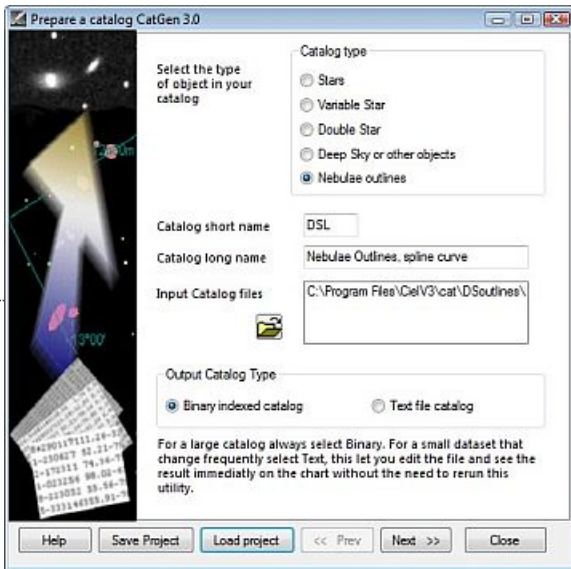 Prepare a catalog CatGen 3.0
Select the type
of object in your
catalog
Catalog type
Stars
Variable Star
Double Star
Deep Sky or other objects
Nebulae outlines
Catalog short name
DSL
Catalog long name
Nebulae Outlines, spline curve
Input Catalog files
C:\Program Files\CielV3\cat\DSoutlines\
13°00'
Output Catalog Type
Binary indexed catalog
Text file catalog
For a large catalog always select Binary. For a small dataset that
change frequently select Text, this let you edit the file and see the
result immediatly on the chart without the need to rerun this
utility.
Help
Save Project
Load project
<< Prev
Next >>
Close